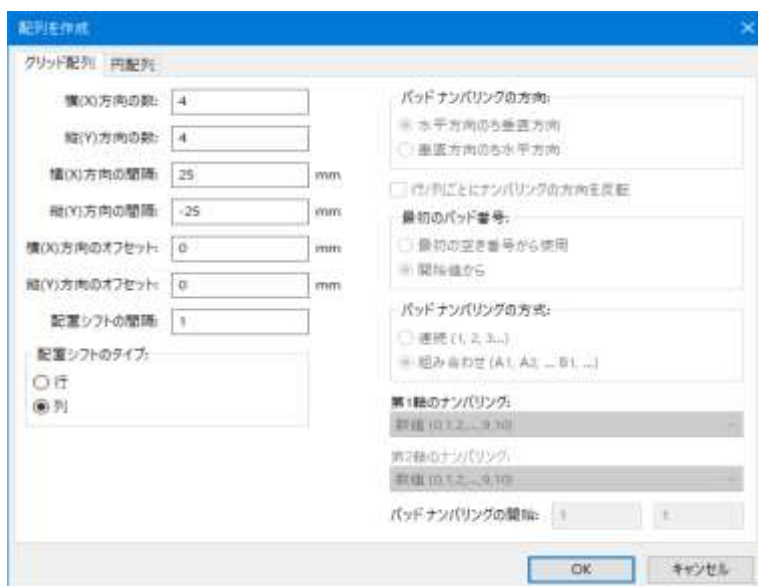 配列を作成
グリッド配列
円配列
横(X)方向の数: 4
縦(Y)方向の数: 4
横(X)方向の間隔: 25 mm
縦(Y)方向の間隔: -25 mm
横(X)方向のオフセット: 0 mm
縦(Y)方向のオフセット: 0 mm
配置シフトの間隔: 1
配置シフトのタイプ:
行
列
パッド ナンバリングの方向:
水平方向のち垂直方向
垂直方向のち水平方向
行/列ごとにナンバリングの方向を反転
最初のパッド番号:
最初の空き番号から使用
開始値から
パッド ナンバリングの方式:
連続 (1, 2, 3...)
組み合わせ (A1, A2, ... B1, ...)
第1軸のナンバリング:
数値 (0,1,2,...,9,10)
第2軸のナンバリング:
数値 (0,1,2,...,9,10)
パッド ナンバリングの開始: 1 1
OK
キャンセル